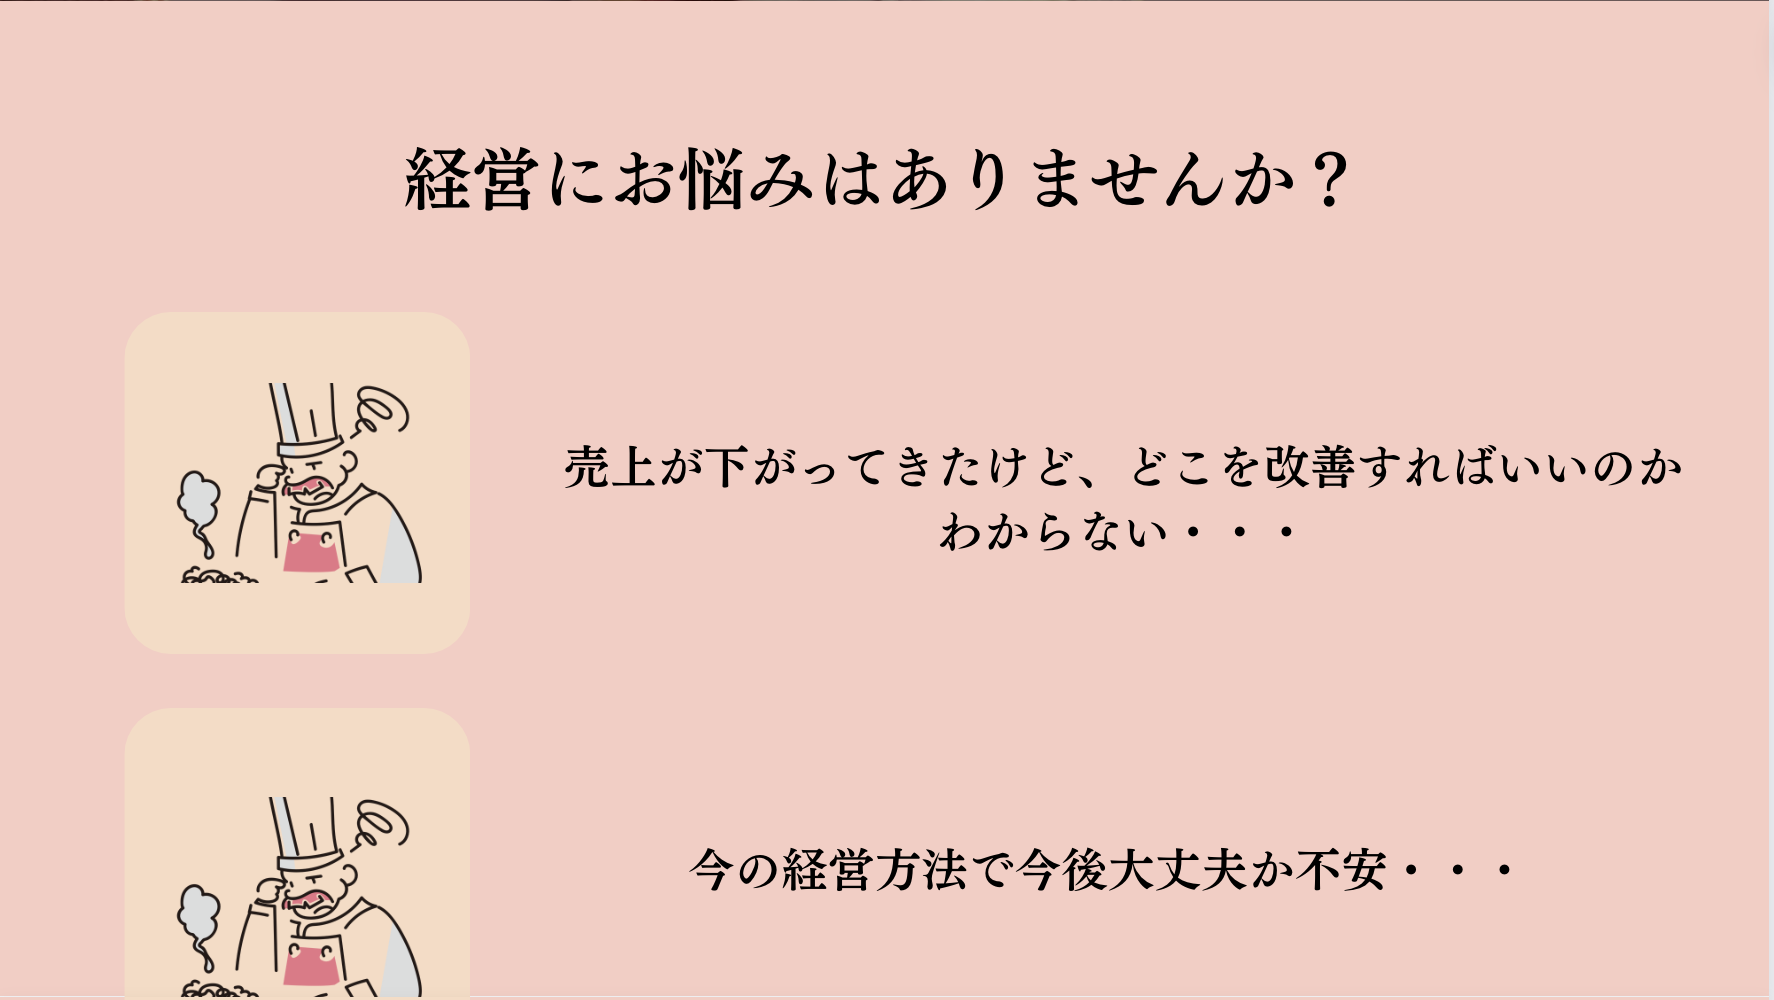 経営にお悩みはありませんか？
売上が下がってきたけど、どこを改善すればいいのか
わからない・・・
今の経営方法で今後大丈夫か不安・・・